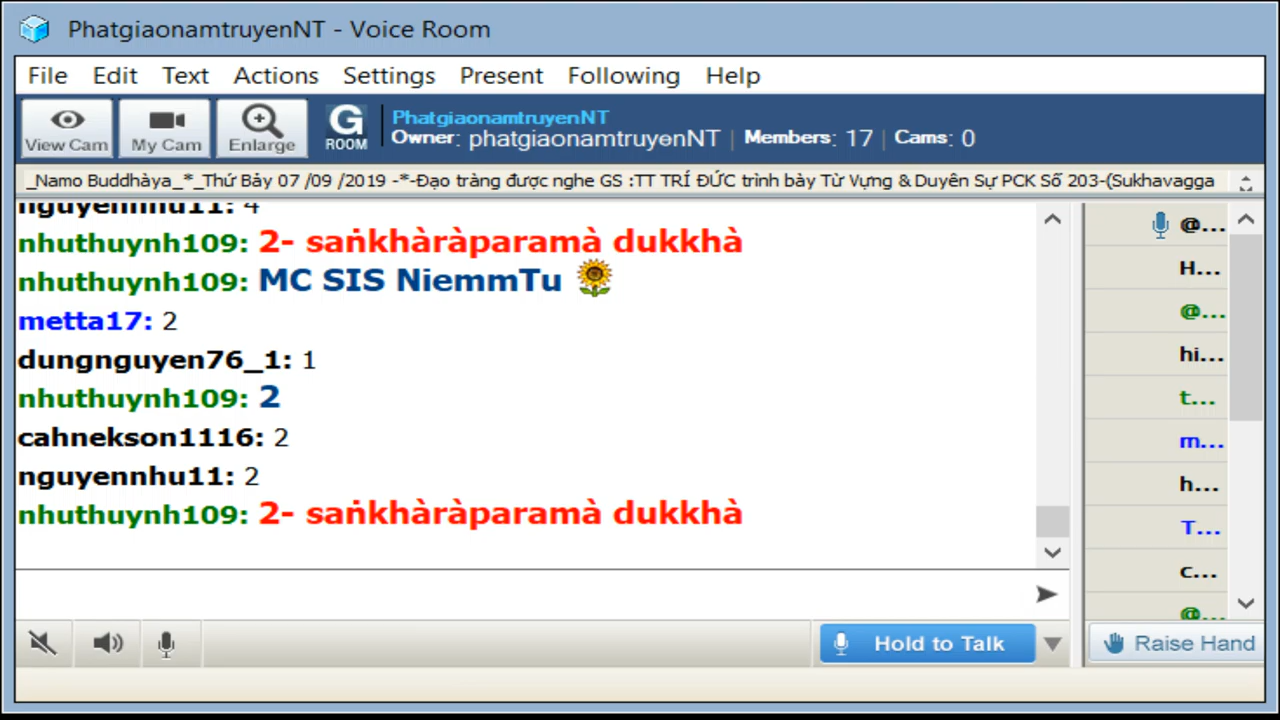 PhatgiaonamtruyenNT - Voice Room
File Edit Text Actions Settings Present Following Help
View Cam My Cam Enlarge G ROOM
PhatgiaonamtruyenNT
Owner: phatgiaonamtruyenNT | Members: 17 | Cams: 0
_Namo Buddhàya_*_Thứ Bảy 07 /09 /2019 -*-Đạo tràng được nghe GS :TT TRÍ ĐỨC trình bày Từ Vựng & Duyên Sự PCK Số 203-(Sukhavagga
nguyennhu11: 4
nhuthuynh109: 2- saṅkhàràparamà dukkhà
nhuthuynh109: MC SIS NiemmTu 🌻
metta17: 2
dungnguyen76_1: 1
nhuthuynh109: 2
cahnekson1116: 2
nguyennhu11: 2
nhuthuynh109: 2- saṅkhàràparamà dukkhà
@...
H...
@...
hi...
t...
m...
h...
T...
c...
@...
Hold to Talk
Raise Hand